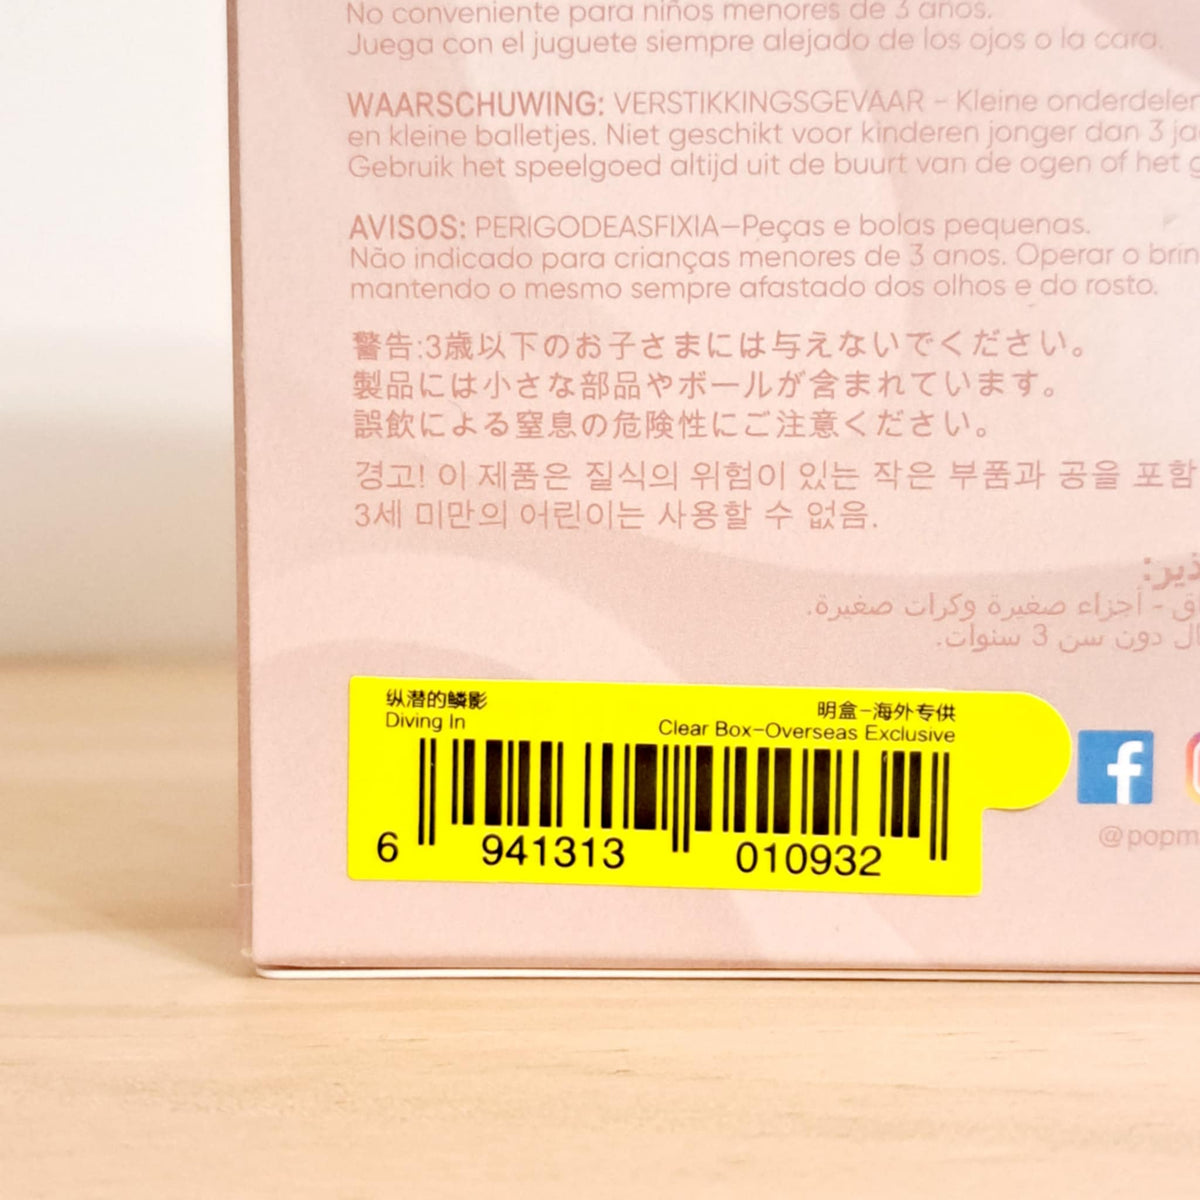 No conveniente para niños menores de 3 anos.
Juega con el juguete siempre alejado de los ojos o la cara.
WAARSCHUWING: VERSTIKKINGSGEVAAR - Kleine onderdelen
en kleine balletjes. Niet geschikt voor kinderen jonger dan 3 ja
Gebruik het speelgoed altijd uit de buurt van de ogen of het g
AVISOS: PERIGODEASFIXIA—Peças e bolas pequenas.
Não indicado para crianças menores de 3 anos. Operar o brin
mantendo o mesmo sempre afastado dos olhos e do rosto.
警告:3歳以下のお子さまには与えないでください。
製品には小さな部品やボールが含まれています。
誤飲による窒息の危険性にご注意ください。
경고! 이 제품은 질식의 위험이 있는 작은 부품과 공을 포함
3세 미만의 어린이는 사용할 수 없음.
ذير:
ق - أجزاء صغيرة وكرات صغيرة.
ال دون سن 3 سنوات.
纵潜的鳞影
Diving In
明盒-海外专供
Clear Box-Overseas Exclusive
6 941313 010932
@popm